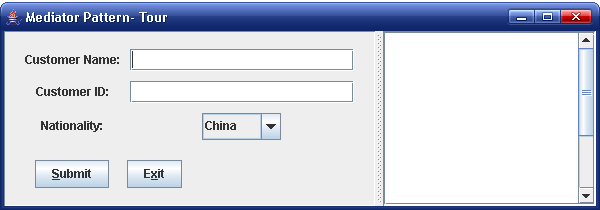 Mediator Pattern- Tour
Customer Name:
Customer ID:
Nationality: China
Submit Exit